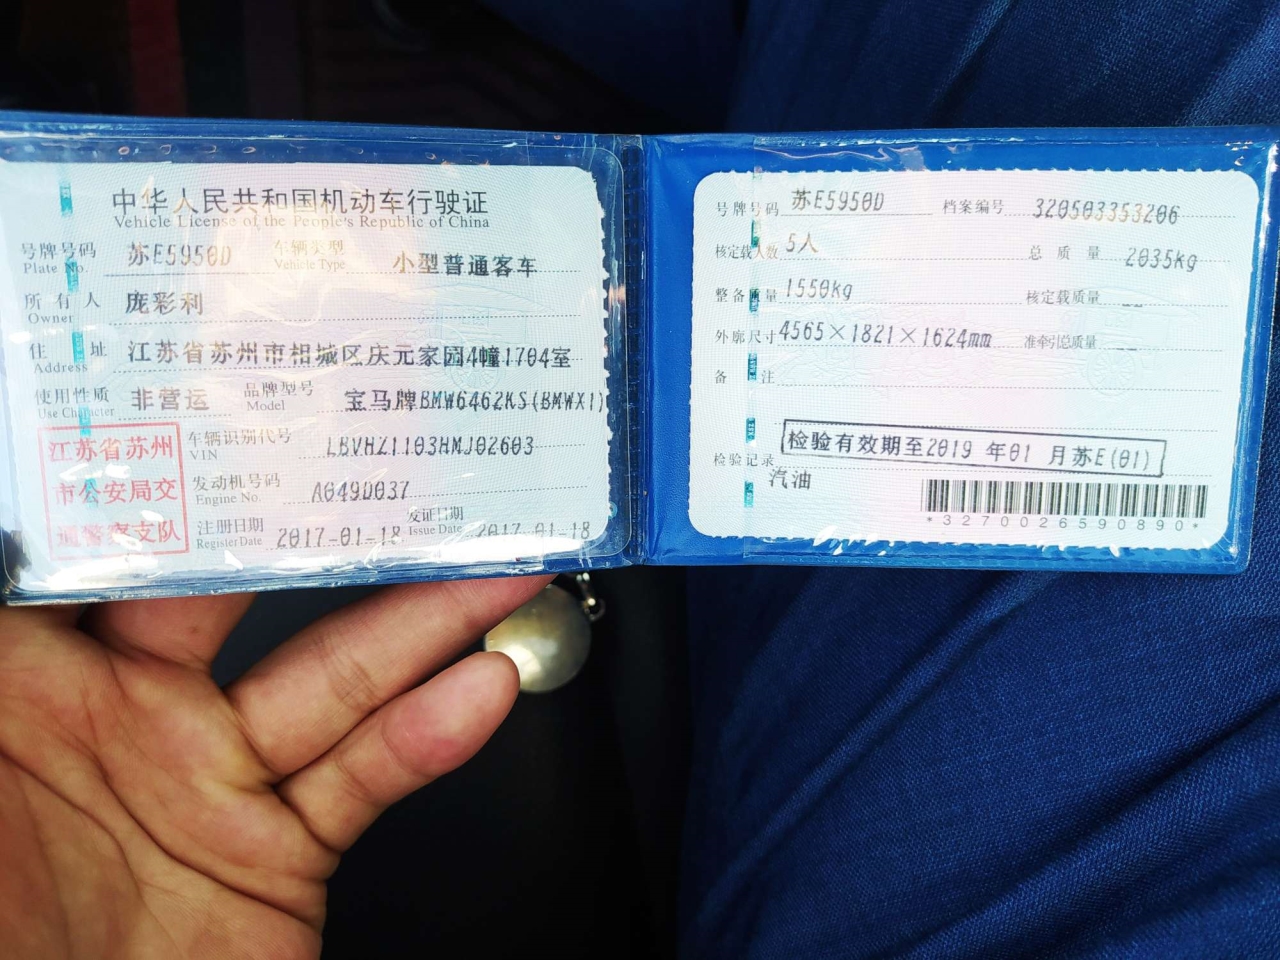 中华人民共和国机动车行驶证
Vehicle License of the People's Republic of China
号牌号码 苏E5950D 车辆类型 小型普通客车
Plate No. Vehicle Type
所有人 庞彩利
Owner
住址 江苏省苏州市相城区庆元家园4幢1704室
Address
使用性质 非营运 品牌型号 宝马牌BMW6462KS(BMWX1)
Use Character Model
江苏省苏州
市公安局交
通警察支队
车辆识别代号 LBVHZ1103HMJ02603
VIN
发动机号码 A049D037
Engine No.
注册日期 2017-01-18 发证日期 2017-01-18
Register Date Issue Date
号牌号码 苏E5950D 档案编号 320503353206
核定载人数 5人 总质量 2035kg
整备质量 1550kg 核定载质量 --
外廓尺寸 4565×1821×1624mm 准牵引总质量 --
备注
检验有效期至2019 年01 月苏E(01)
检验记录
汽油
*3270026590890*